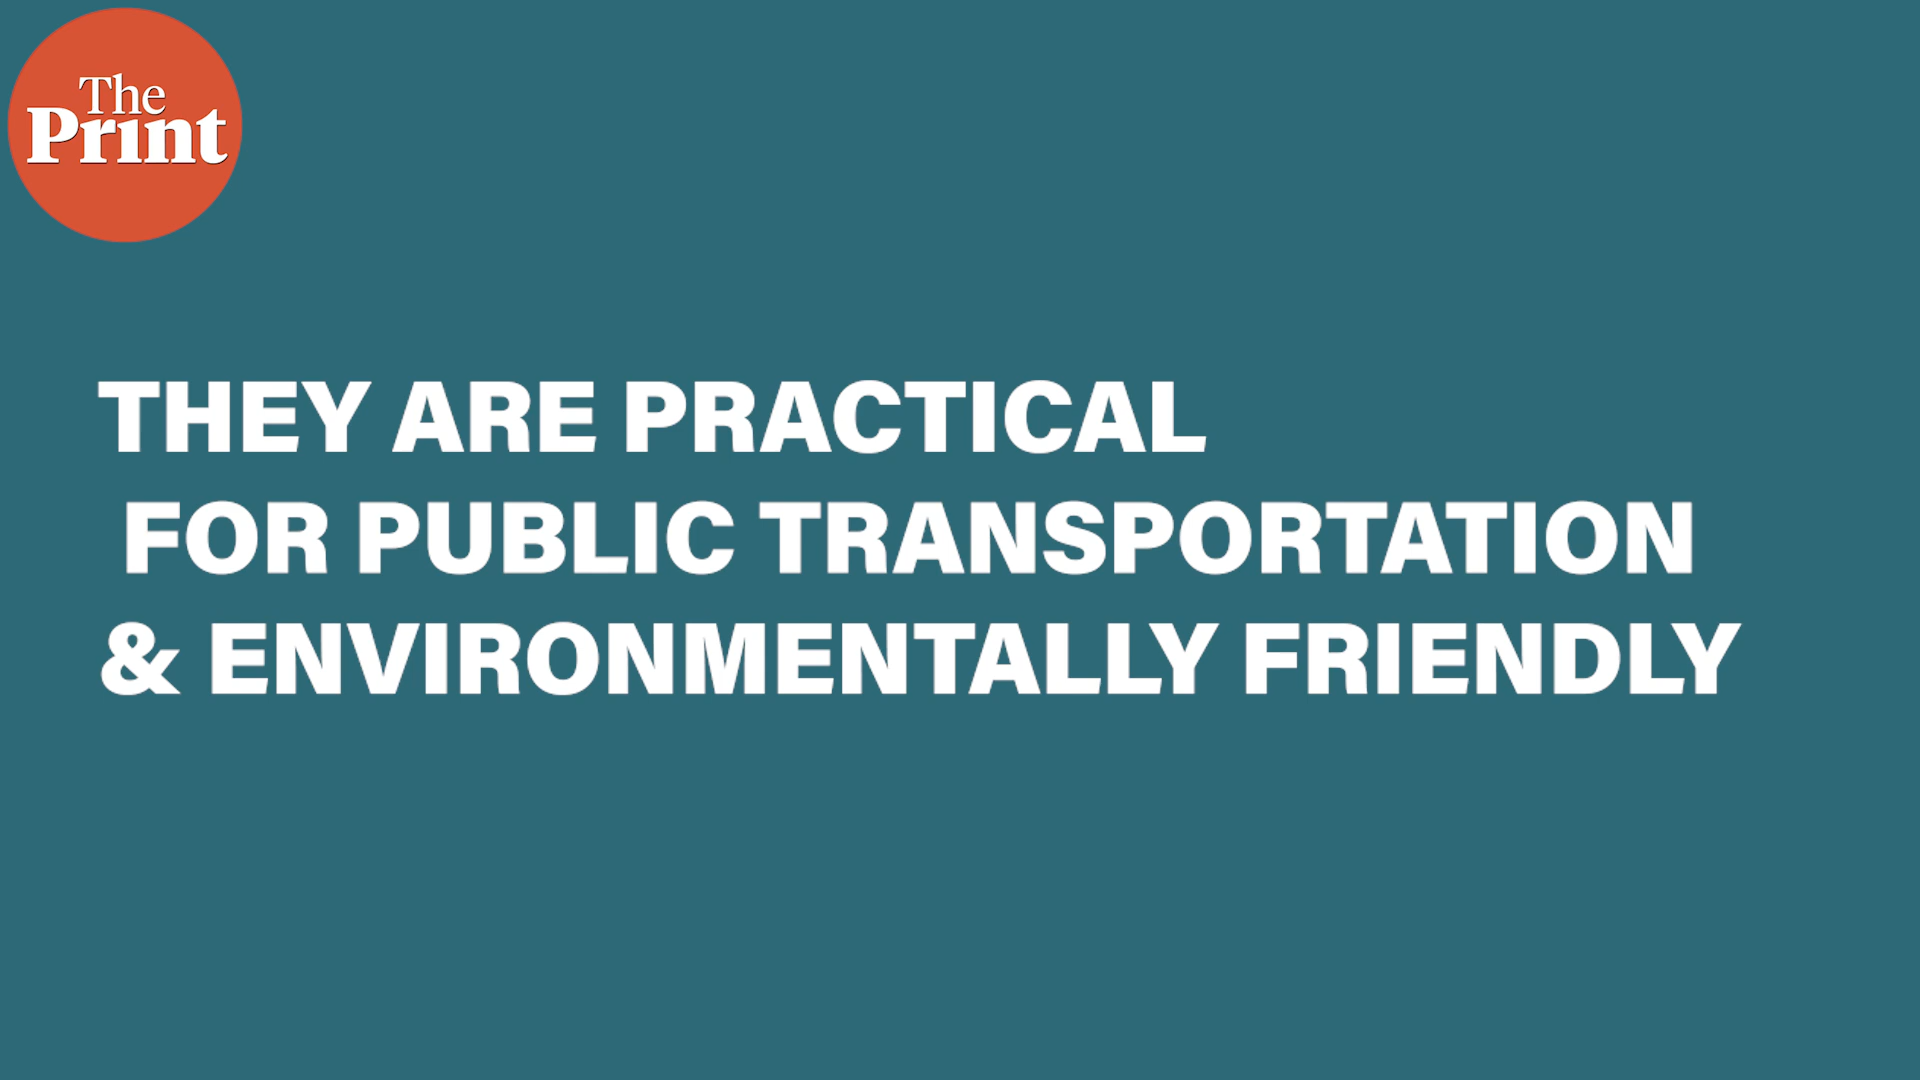 The
Print
THEY ARE PRACTICAL
FOR PUBLIC TRANSPORTATION
& ENVIRONMENTALLY FRIENDLY